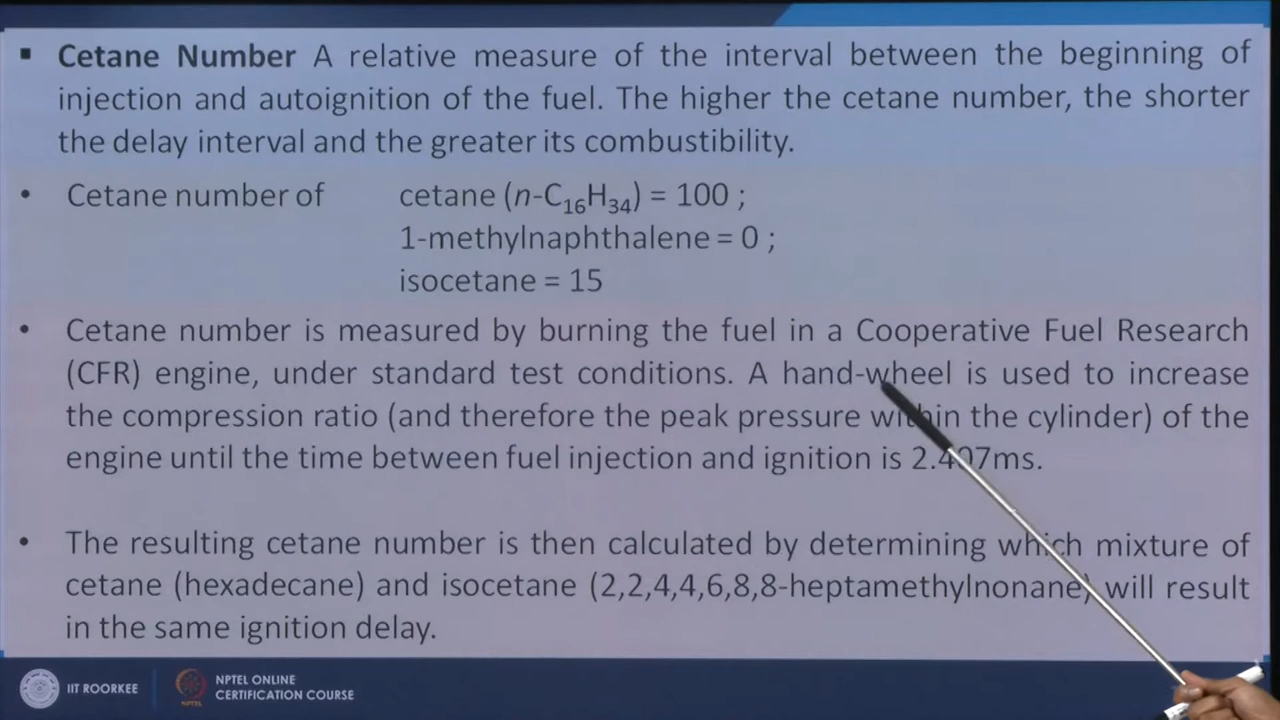 ▪ Cetane Number A relative measure of the interval between the beginning of
injection and autoignition of the fuel. The higher the cetane number, the shorter
the delay interval and the greater its combustibility.
• Cetane number of cetane (n-C₁₆H₃₄) = 100 ;
1-methylnaphthalene = 0 ;
isocetane = 15
• Cetane number is measured by burning the fuel in a Cooperative Fuel Research
(CFR) engine, under standard test conditions. A hand-wheel is used to increase
the compression ratio (and therefore the peak pressure within the cylinder) of the
engine until the time between fuel injection and ignition is 2.407ms.
• The resulting cetane number is then calculated by determining which mixture of
cetane (hexadecane) and isocetane (2,2,4,4,6,8,8-heptamethylnonane) will result
in the same ignition delay.
IIT ROORKEE
NPTEL
NPTEL ONLINE
CERTIFICATION COURSE